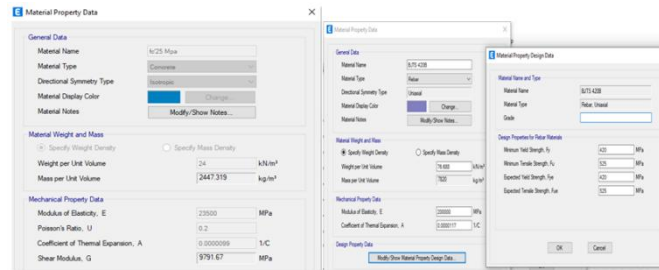 Material Property Data
General Data
Material Name fc'25 Mpa
Material Type Concrete
Directional Symmetry Type Isotropic
Material Display Color Change...
Material Notes Modify/Show Notes...
Material Weight and Mass
Specify Weight Density Specify Mass Density
Weight per Unit Volume 24 kN/m³
Mass per Unit Volume 2447.319 kg/m³
Mechanical Property Data
Modulus of Elasticity, E 23500 MPa
Poisson's Ratio, U 0.2
Coefficient of Thermal Expansion, A 0.0000099 1/C
Shear Modulus, G 9791.67 MPa
Material Property Data
General Data
Material Name BJTS 420B
Material Type Rebar
Directional Symmetry Type Uniaxial
Material Display Color Change...
Material Notes Modify/Show Notes...
Material Weight and Mass
Specify Weight Density Specify Mass Density
Weight per Unit Volume kN/m³
Mass per Unit Volume kg/m³
Mechanical Property Data
Modulus of Elasticity, E 200000 MPa
Coefficient of Thermal Expansion, A 0.0000117 1/C
Design Property Data
Modify/Show Material Property Design Data...
Material Property Design Data
Material Name and Type
Material Name BJTS 420B
Material Type Rebar, Uniaxial
Grade
Design Properties for Rebar Materials
Minimum Yield Strength, Fy 420 MPa
Minimum Tensile Strength, Fu 525 MPa
Expected Yield Strength, Fye 420 MPa
Expected Tensile Strength, Fue 525 MPa
OK Cancel